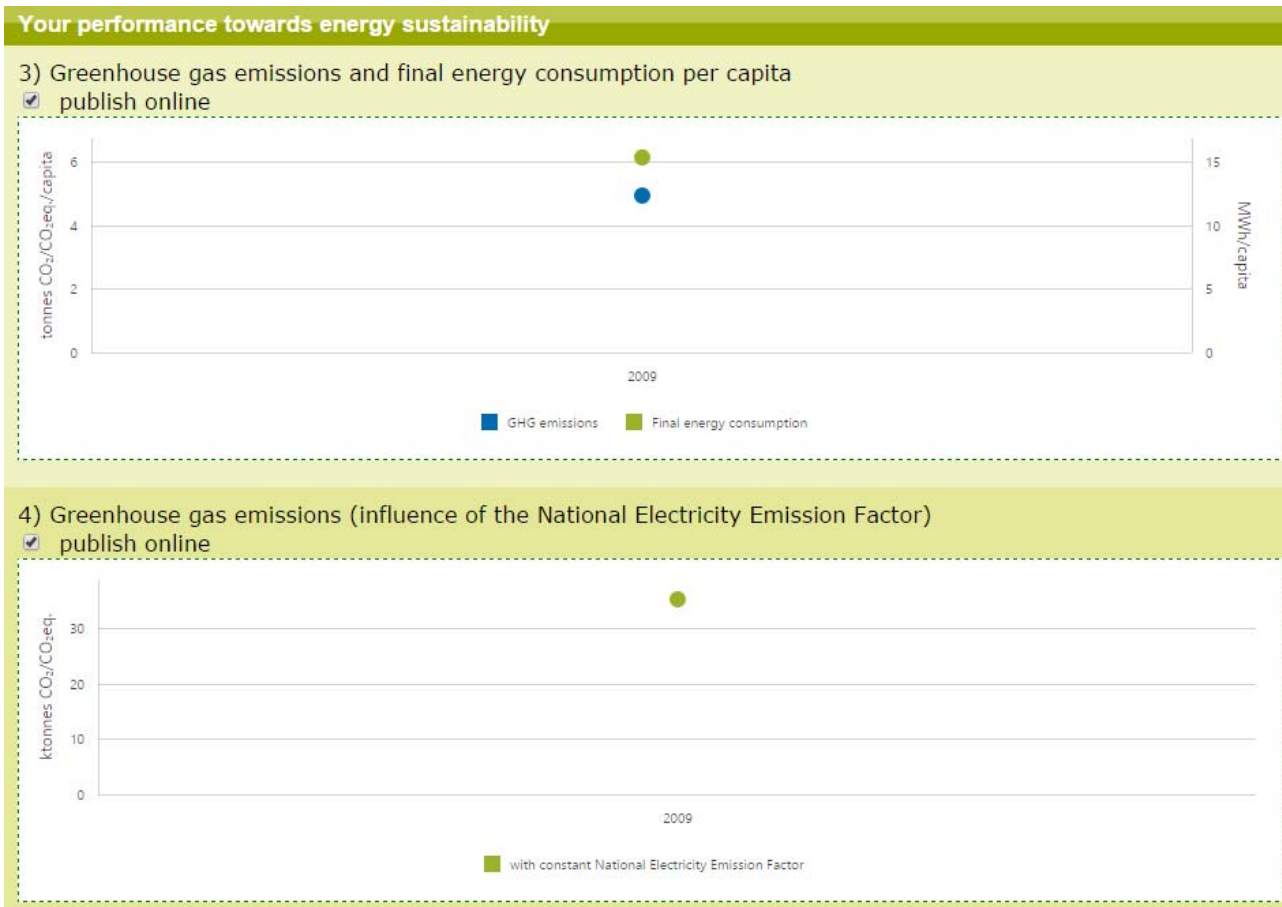 Your performance towards energy sustainability
3) Greenhouse gas emissions and final energy consumption per capita
publish online
tonnes CO₂/CO₂eq./capita
6
4
2
0
15
10
5
0
MWh/capita
2009
GHG emissions Final energy consumption
4) Greenhouse gas emissions (influence of the National Electricity Emission Factor)
publish online
ktonnes CO₂/CO₂eq.
30
20
10
0
2009
with constant National Electricity Emission Factor